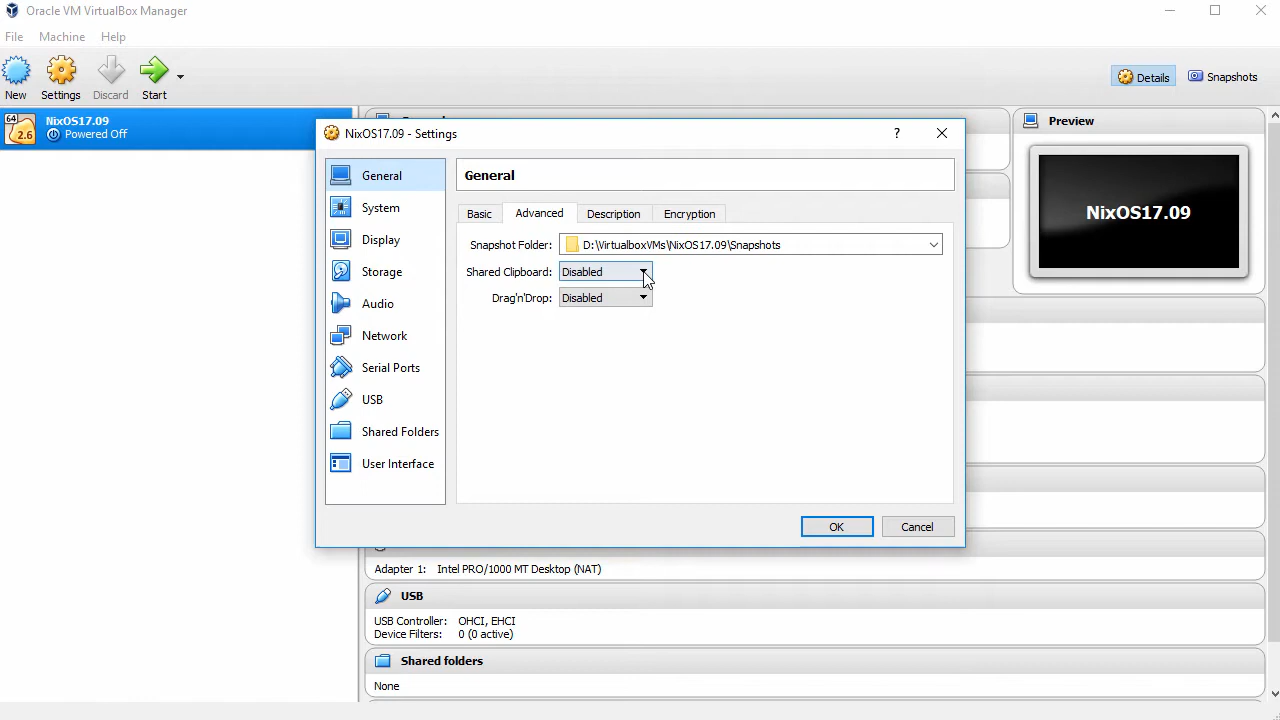 Oracle VM VirtualBox Manager
File Machine Help
New Settings Discard Start Details Snapshots
64
2.6
NixOS17.09
Powered Off
Preview
NixOS17.09
NixOS17.09 - Settings
?
General
System
Display
Storage
Audio
Network
Serial Ports
USB
Shared Folders
User Interface
General
Basic Advanced Description Encryption
Snapshot Folder: D:\VirtualboxVMs\NixOS17.09\Snapshots
Shared Clipboard: Disabled
Drag'n'Drop: Disabled
OK Cancel
Adapter 1: Intel PRO/1000 MT Desktop (NAT)
USB
USB Controller: OHCI, EHCI
Device Filters: 0 (0 active)
Shared folders
None